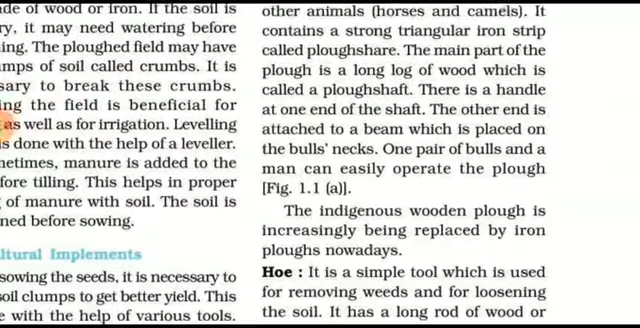 de of wood or iron. If the soil is
ry, it may need watering before
ing. The ploughed field may have
mps of soil called crumbs. It is
sary to break these crumbs.
ing the field is beneficial for
as well as for irrigation. Levelling
is done with the help of a leveller.
netimes, manure is added to the
fore tilling. This helps in proper
of manure with soil. The soil is
ned before sowing.
ltural Implements
sowing the seeds, it is necessary to
soil clumps to get better yield. This
e with the help of various tools.
other animals (horses and camels). It
contains a strong triangular iron strip
called ploughshare. The main part of the
plough is a long log of wood which is
called a ploughshaft. There is a handle
at one end of the shaft. The other end is
attached to a beam which is placed on
the bulls' necks. One pair of bulls and a
man can easily operate the plough
[Fig. 1.1 (a)].
The indigenous wooden plough is
increasingly being replaced by iron
ploughs nowadays.
Hoe : It is a simple tool which is used
for removing weeds and for loosening
the soil. It has a long rod of wood or